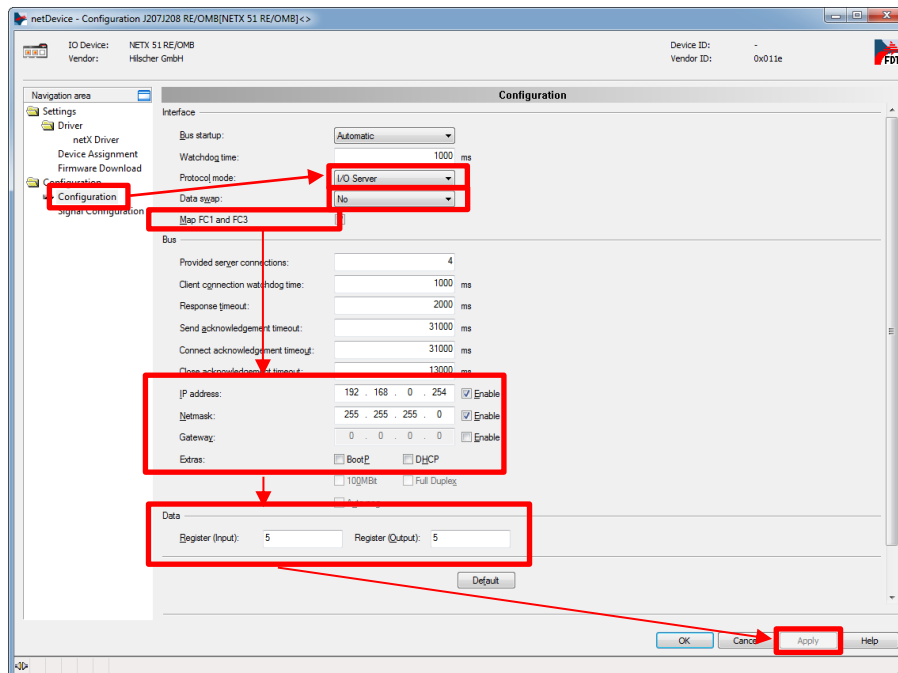 netDevice - Configuration J207J208 RE/OMB[NETX 51 RE/OMB]<>
IO Device: NETX 51 RE/OMB Device ID: -
Vendor: Hilscher GmbH Vendor ID: 0x011e
FDT
Navigation area
Settings
Driver
netX Driver
Device Assignment
Firmware Download
Configuration
Configuration
Signal Configuration
Configuration
Interface
Bus startup: Automatic
Watchdog time: 1000 ms
Protocol mode: I/O Server
Data swap: No
Map FC1 and FC3
Bus
Provided server connections: 4
Client connection watchdog time: 1000 ms
Response timeout: 2000 ms
Send acknowledgement timeout: 31000 ms
Connect acknowledgement timeout: 31000 ms
Close acknowledgement timeout: 13000 ms
IP address: 192 . 168 . 0 . 254 Enable
Netmask: 255 . 255 . 255 . 0 Enable
Gateway: 0 . 0 . 0 . 0 Enable
Extras: BootP DHCP
100MBit Full Duplex
Data
Register (Input): 5 Register (Output): 5
Default
OK Cancel Apply Help